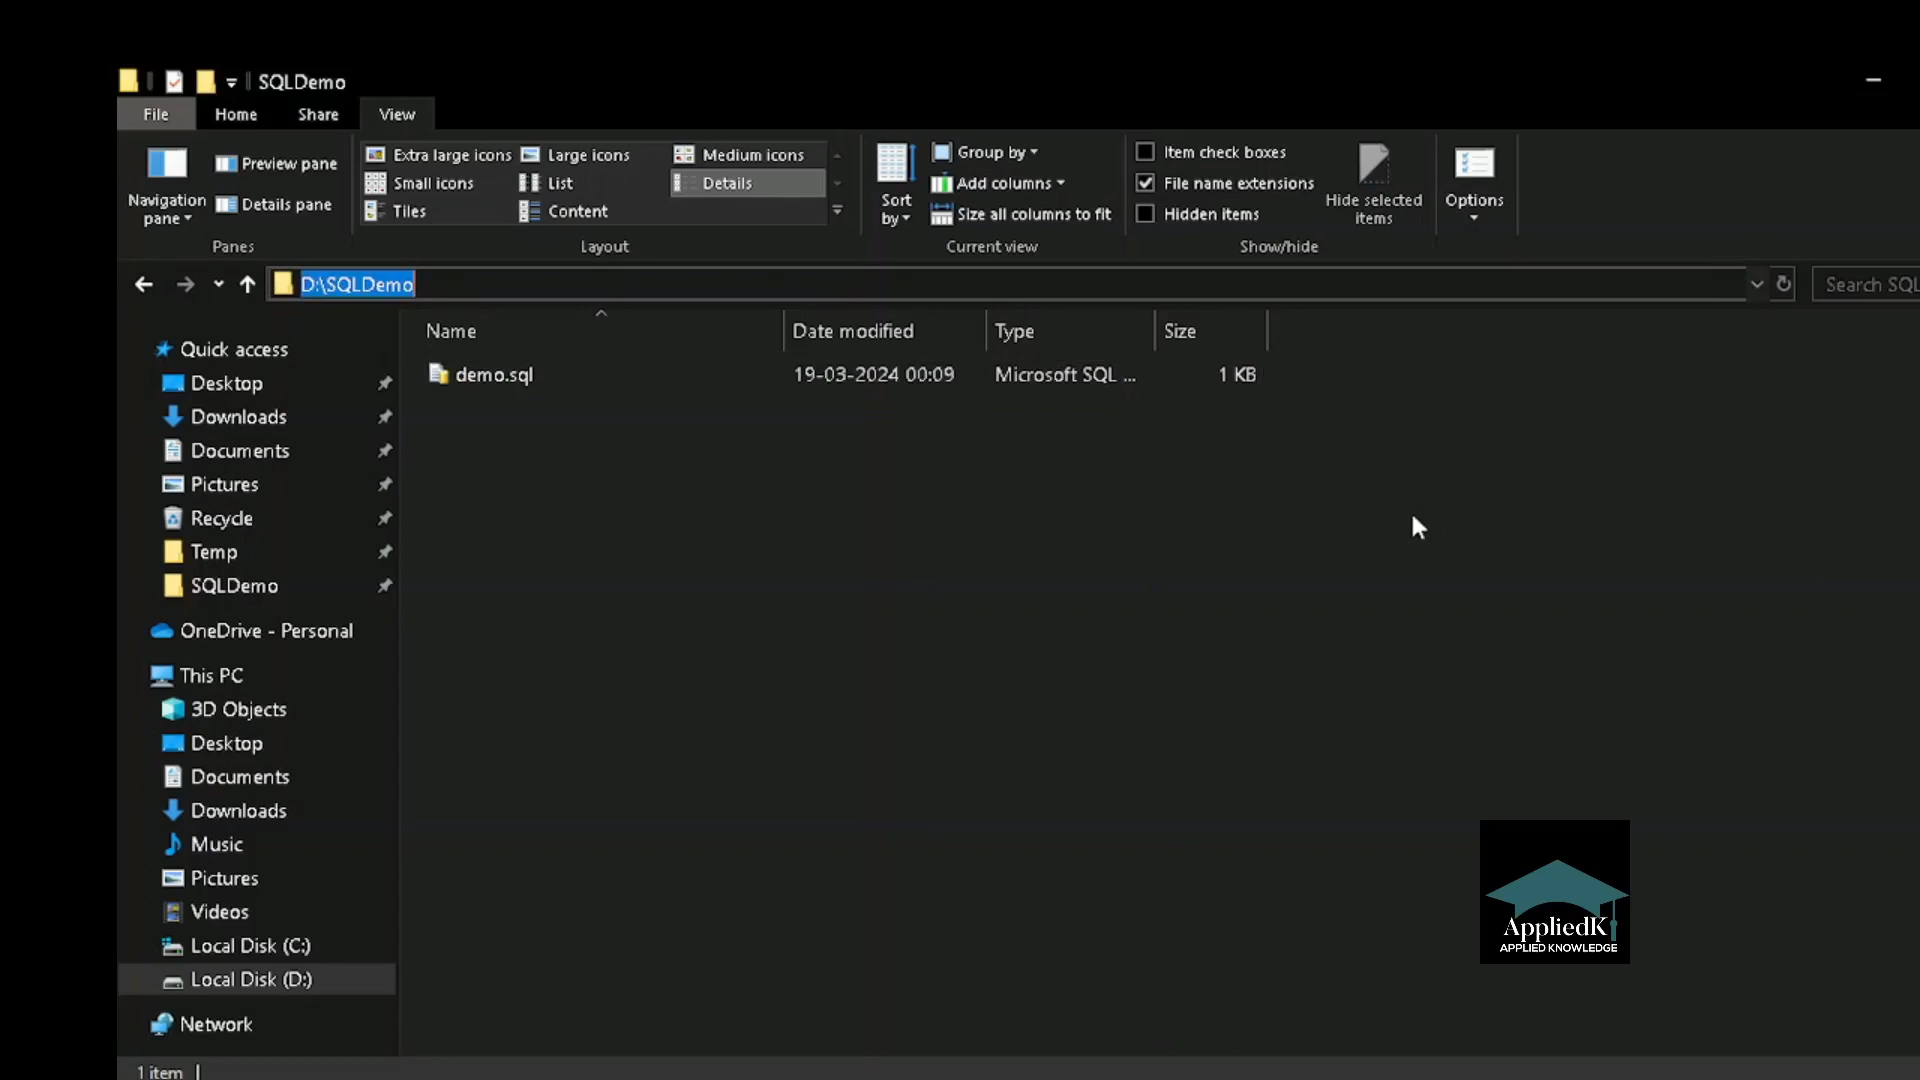 SQLDemo
File Home Share View
Navigation pane
Preview pane
Details pane
Panes
Extra large icons Large icons Medium icons
Small icons List Details
Tiles Content
Layout
Sort by
Group by
Add columns
Size all columns to fit
Current view
Item check boxes
File name extensions
Hidden items
Hide selected items
Show/hide
Options
D:\SQLDemo
Search SQL
Name Date modified Type Size
demo.sql 19-03-2024 00:09 Microsoft SQL ... 1 KB
Quick access
Desktop
Downloads
Documents
Pictures
Recycle
Temp
SQLDemo
OneDrive - Personal
This PC
3D Objects
Desktop
Documents
Downloads
Music
Pictures
Videos
Local Disk (C:)
Local Disk (D:)
Network
1 item
AppliedK
APPLIED KNOWLEDGE